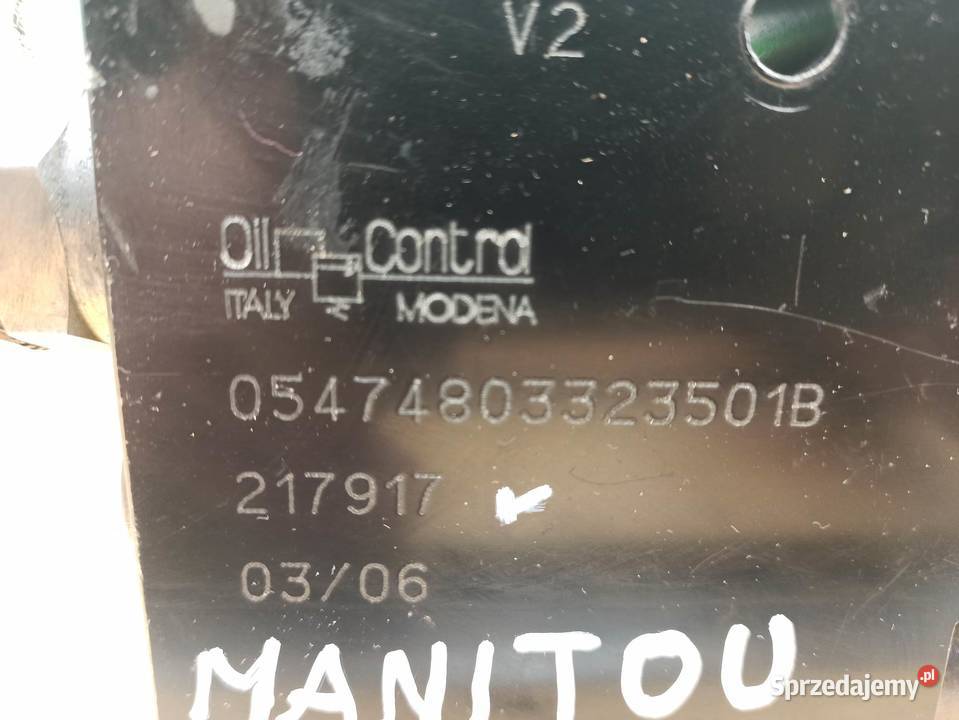 V2
Oil Control
ITALY MODENA
05474803323501B
217917
03/06
MANITOU
Sprzedajemy.pl